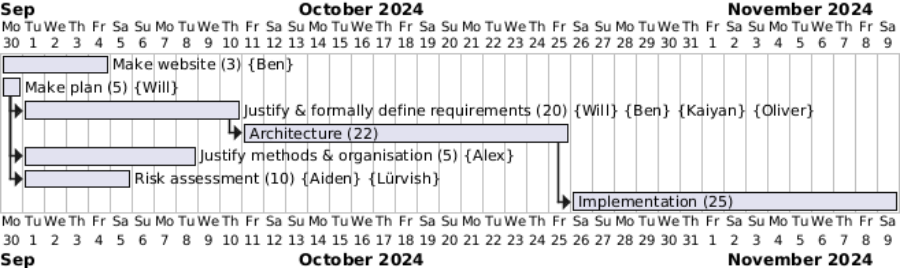 Sep October 2024 November 2024
Mo Tu We Th Fr Sa Su Mo Tu We Th Fr Sa Su Mo Tu We Th Fr Sa Su Mo Tu We Th Fr Sa Su Mo Tu We Th Fr Sa Su Mo Tu We Th Fr Sa
30 1 2 3 4 5 6 7 8 9 10 11 12 13 14 15 16 17 18 19 20 21 22 23 24 25 26 27 28 29 30 31 1 2 3 4 5 6 7 8 9
Make website (3) {Ben}
Make plan (5) {Will}
Justify & formally define requirements (20) {Will} {Ben} {Kaiyan} {Oliver}
Architecture (22)
Justify methods & organisation (5) {Alex}
Risk assessment (10) {Aiden} {Lürvish}
Implementation (25)
Mo Tu We Th Fr Sa Su Mo Tu We Th Fr Sa Su Mo Tu We Th Fr Sa Su Mo Tu We Th Fr Sa Su Mo Tu We Th Fr Sa Su Mo Tu We Th Fr Sa
30 1 2 3 4 5 6 7 8 9 10 11 12 13 14 15 16 17 18 19 20 21 22 23 24 25 26 27 28 29 30 31 1 2 3 4 5 6 7 8 9
Sep October 2024 November 2024